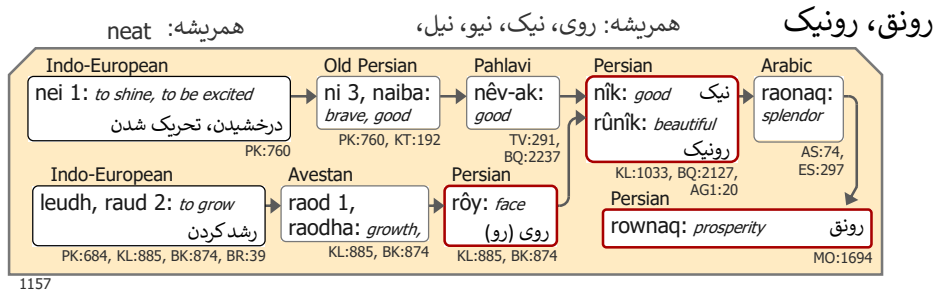 رونق، رونیک
همریشه: روی، نیک، نیو، نیل،
همریشه: neat
Indo-European
nei 1: to shine, to be excited
درخشیدن، تحریک شدن
PK:760
Old Persian
ni 3, naiba:
brave, good
PK:760, KT:192
Pahlavi
nêv-ak:
good
TV:291,
BQ:2237
Persian
nîk: good نیک
rûnîk: beautiful
رونیک
KL:1033, BQ:2127,
AG1:20
Arabic
raonaq:
splendor
AS:74,
ES:297
Indo-European
leudh, raud 2: to grow
رشد کردن
PK:684, KL:885, BK:874, BR:39
Avestan
raod 1,
raodha: growth,
KL:885, BK:874
Persian
rôy: face
روی (رو)
KL:885, BK:874
Persian
rownaq: prosperity رونق
MO:1694
1157